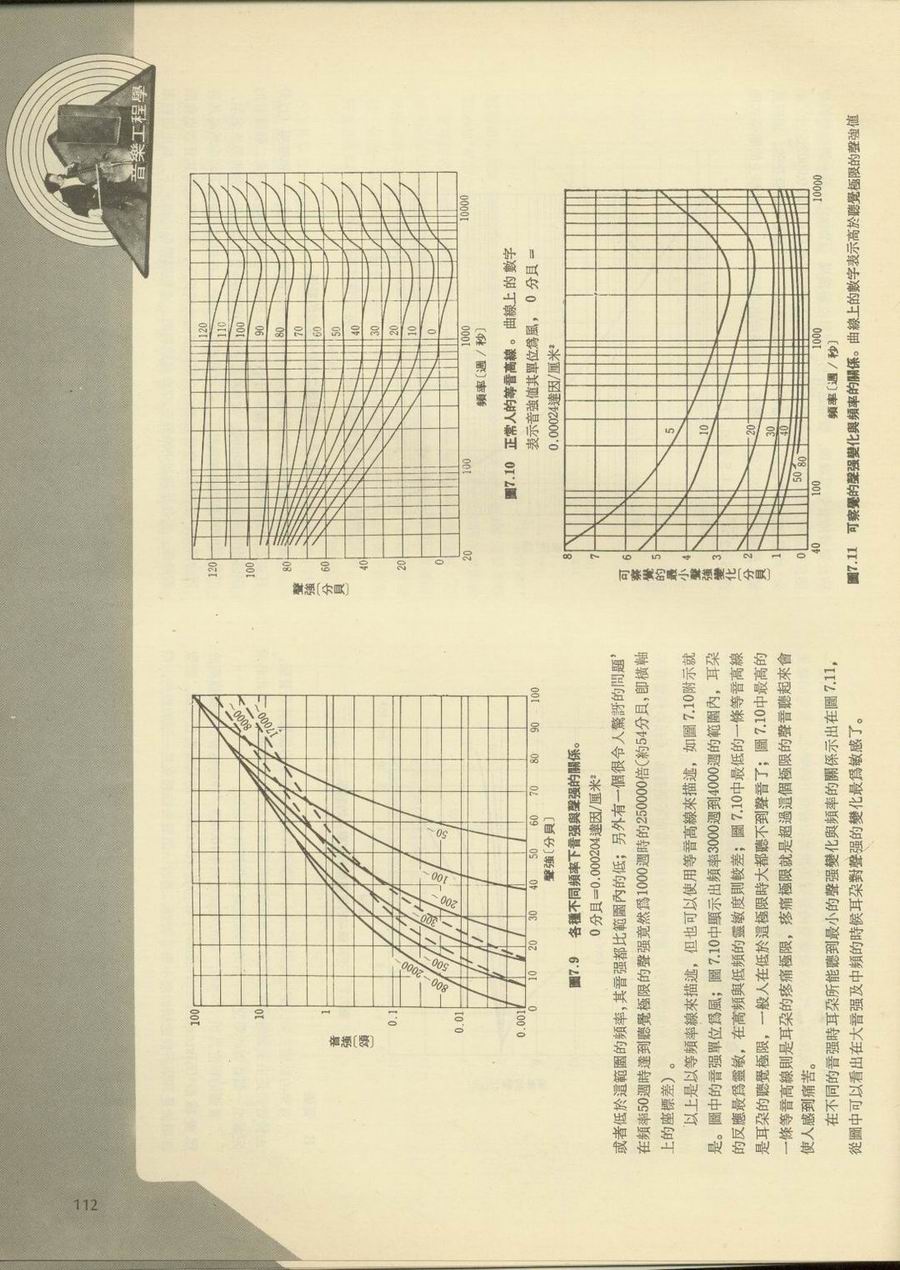 112
音樂工程學
100
10
1
0.1
0.01
0.001
音強〔頌〕
0 10 20 30 40 50 60 70 80 90 100
聲強〔分貝〕
800~2000
500~
300~
200~
100~
50~
8000~
17000~
圖7.9 各種不同頻率下音强與聲强的關係。
0分貝=0.000204達因/厘米²
或者低於這範圍的頻率,其音强都比範圍內的低；另外有一個很令人驚訝的問題，
在頻率50週時達到聽覺極限的聲强竟然爲1000週時的250000倍(約54分貝,卽橫軸
上的座標差)。
以上是以等頻率線來描述，但也可以使用等音高線來描述，如圖7.10附示就
是。圖中的音强單位爲風；圖7.10中顯示出頻率3000週到4000週的範圍內，耳朶
的反應最爲靈敏，在高頻與低頻的靈敏度則較差；圖7.10中最低的一條等音高線
是耳朶的聽覺極限，一般人在低於這極限時大都聽不到聲音了；圖7.10中最高的
一條等音高線則是耳朶的疼痛極限，疼痛極限就是超過這個極限的聲音聽起來會
使人感到痛苦。
在不同的音强時耳朶所能聽到最小的聲强變化與頻率的關係示出在圖7.11，
從圖中可以看出在大音强及中頻的時候耳朶對聲强的變化最爲敏感了。
120
100
80
60
40
20
0
聲強〔分貝〕
120
110
100
90
80
70
60
50
40
30
20
10
0
20 100 1000 10000
頻率〔週/秒〕
圖7.10 正常人的等音高線。曲線上的數字
表示音強値其單位爲風，0分貝=
0.00024達因/厘米²
8
7
6
5
4
3
2
1
0
可察覺的最小聲強變化〔分貝〕
5
10
20
30
40
50 80
40 100 1000 10000
頻率〔週/秒〕
圖7.11 可察覺的聲强變化與頻率的關係。曲線上的數字表示高於聽覺極限的聲強値